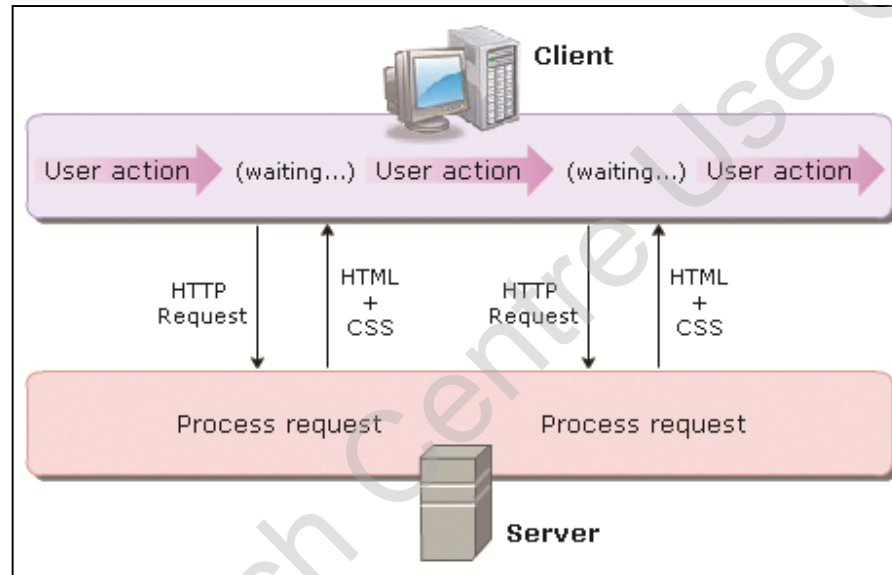 Client
User action (waiting...) User action (waiting...) User action
HTTP
Request
HTML
+
CSS
HTTP
Request
HTML
+
CSS
Process request Process request
Server
Centre Use